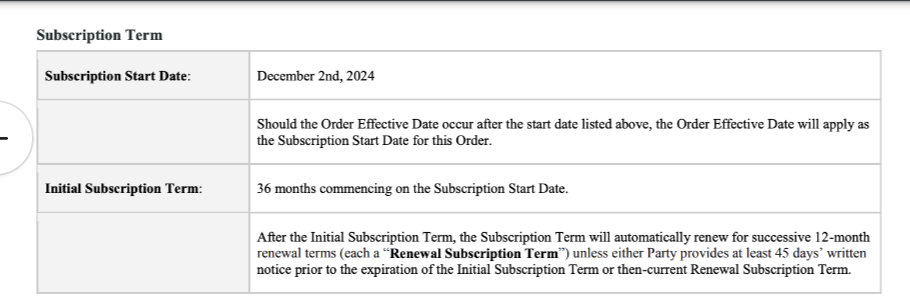 Subscription Term
Subscription Start Date:
December 2nd, 2024
Should the Order Effective Date occur after the start date listed above, the Order Effective Date will apply as
the Subscription Start Date for this Order.
Initial Subscription Term:
36 months commencing on the Subscription Start Date.
After the Initial Subscription Term, the Subscription Term will automatically renew for successive 12-month
renewal terms (each a “Renewal Subscription Term”) unless either Party provides at least 45 days’ written
notice prior to the expiration of the Initial Subscription Term or then-current Renewal Subscription Term.